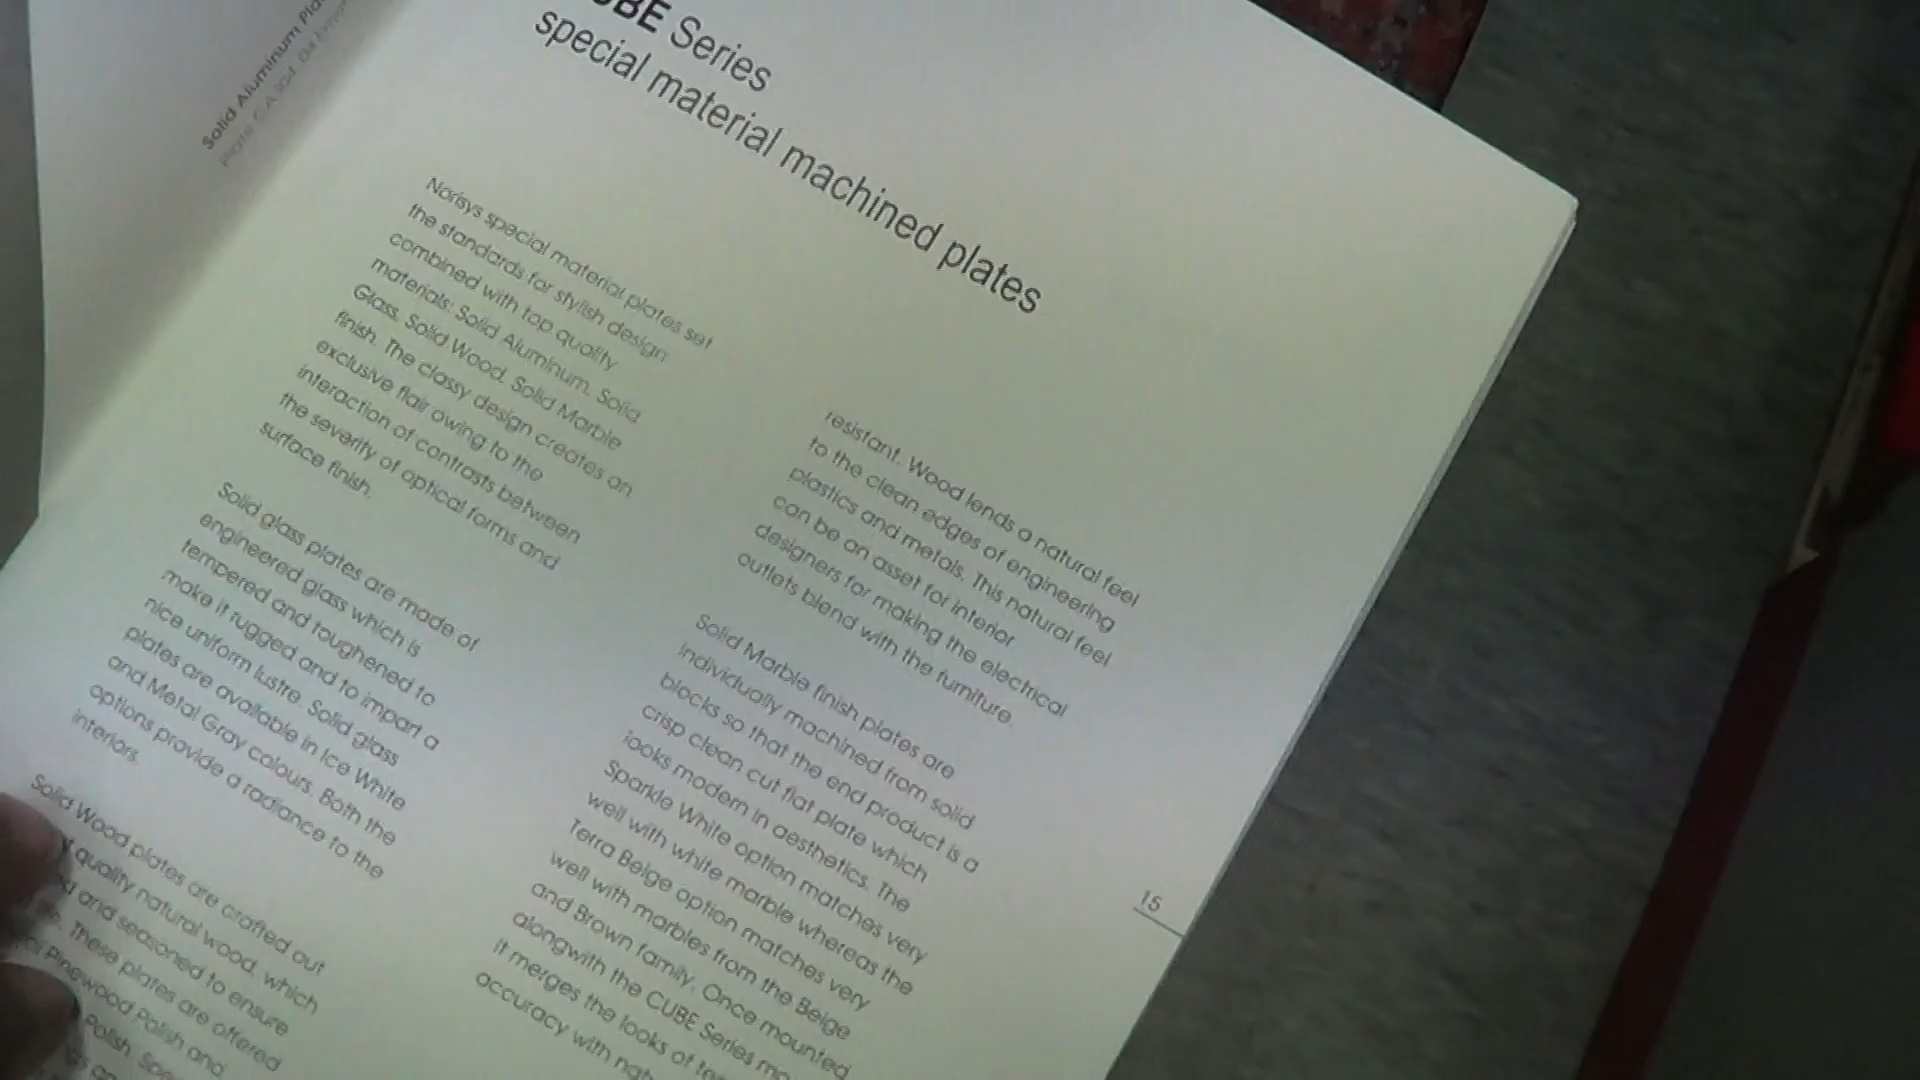 Solid Aluminum
CUBE Series
special material machined plates
Norisys special material plates set
the standards for stylish design
combined with top quality
materials: Solid Aluminum, Solid
Glass, Solid Wood, Solid Marble
finish. The classy design creates an
exclusive flair owing to the
interaction of contrasts between
the severity of optical forms and
surface finish.
Solid glass plates are made of
engineered glass which is
tempered and toughened to
make it rugged and to impart a
nice uniform lustre. Solid glass
plates are available in Ice White
and Metal Gray colours. Both the
options provide a radiance to the
interiors.
Solid Wood plates are crafted out
quality natural wood, which
and seasoned to ensure
These plates are offered
Pinewood Polish and
Polish.
resistant. Wood lends a natural feel
to the clean edges of engineering
plastics and metals. This natural feel
can be an asset for interior
designers for making the electrical
outlets blend with the furniture.
Solid Marble finish plates are
individually machined from solid
blocks so that the end product is a
crisp clean cut flat plate which
looks modern in aesthetics. The
Sparkle White option matches very
well with white marble whereas the
Terra Beige option matches very
well with marbles from the Beige
and Brown family. Once mounted
alongwith the CUBE Series
it merges the looks of
accuracy with
15